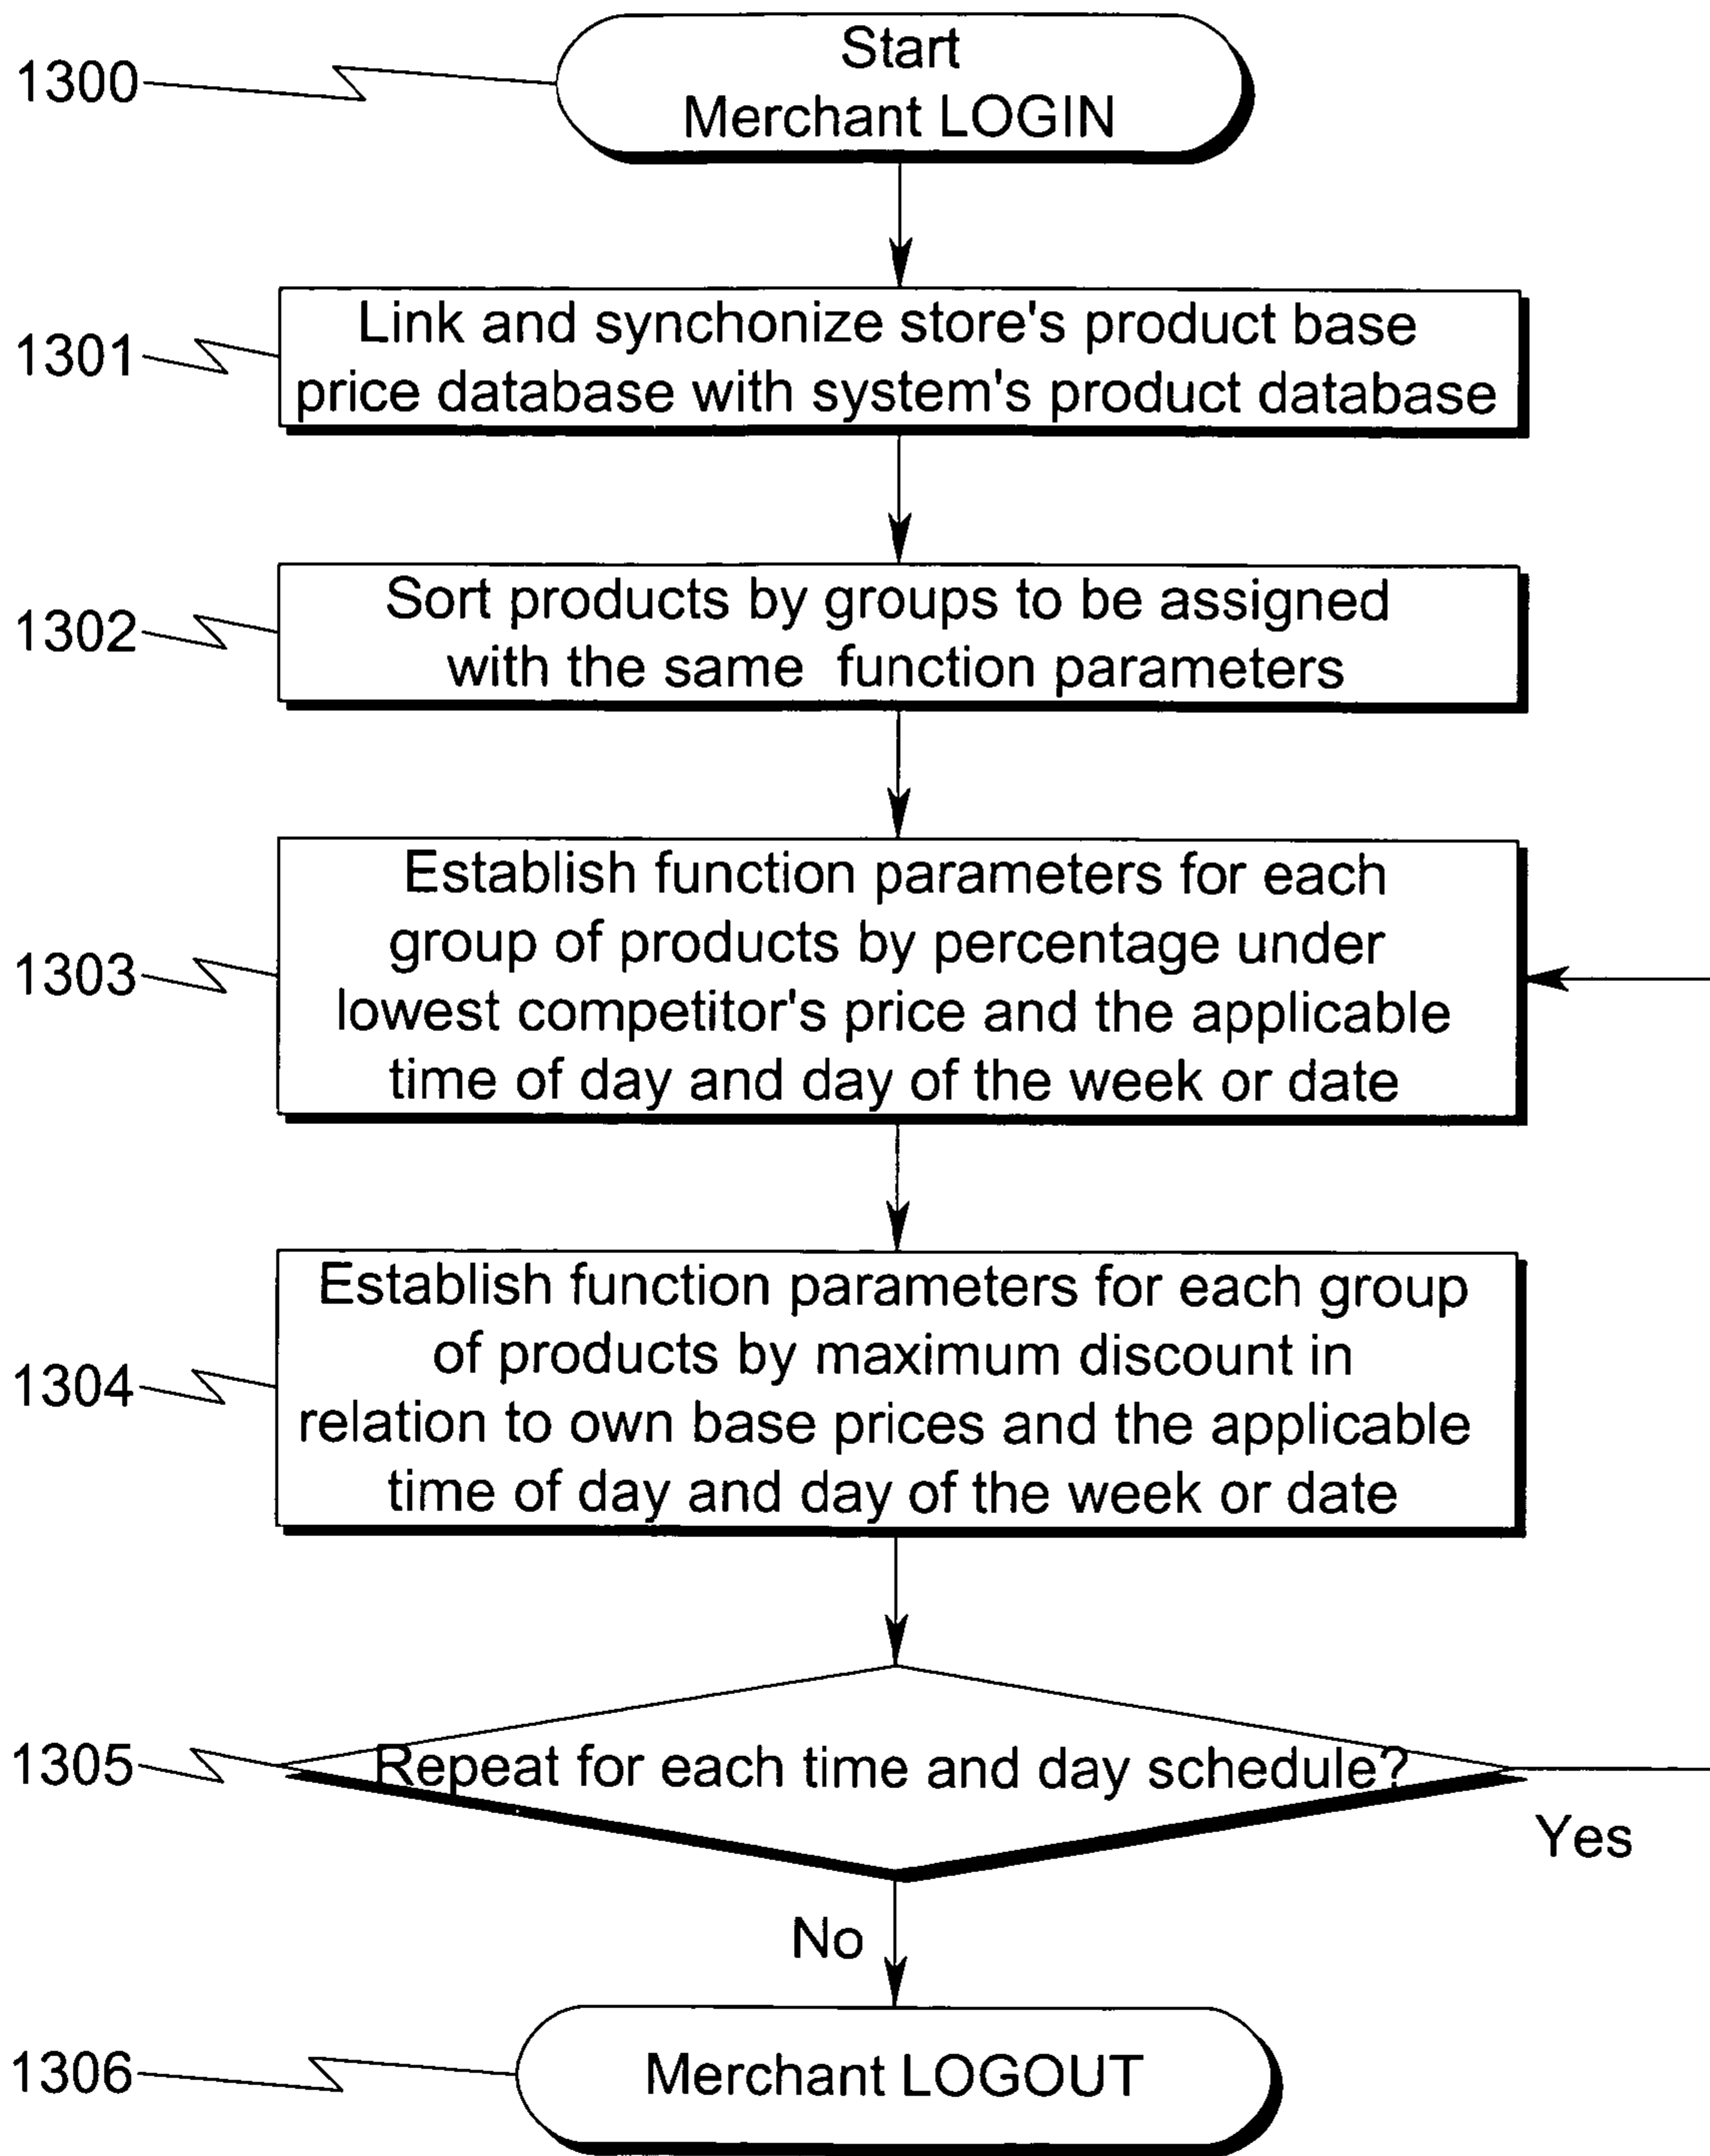 1300
Start
Merchant LOGIN
1301
Link and synchonize store's product base
price database with system's product database
1302
Sort products by groups to be assigned
with the same function parameters
1303
Establish function parameters for each
group of products by percentage under
lowest competitor's price and the applicable
time of day and day of the week or date
1304
Establish function parameters for each group
of products by maximum discount in
relation to own base prices and the applicable
time of day and day of the week or date
1305
Repeat for each time and day schedule?
Yes
No
1306
Merchant LOGOUT